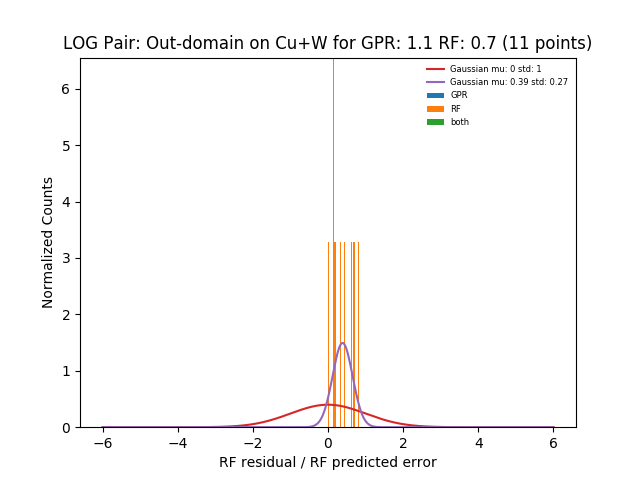 LOG Pair: Out-domain on Cu+W for GPR: 1.1 RF: 0.7 (11 points)
Gaussian mu: 0 std: 1
Gaussian mu: 0.39 std: 0.27
GPR
RF
both
Normalized Counts
6
5
4
3
2
1
0
−6
−4
−2
0
2
4
6
RF residual / RF predicted error